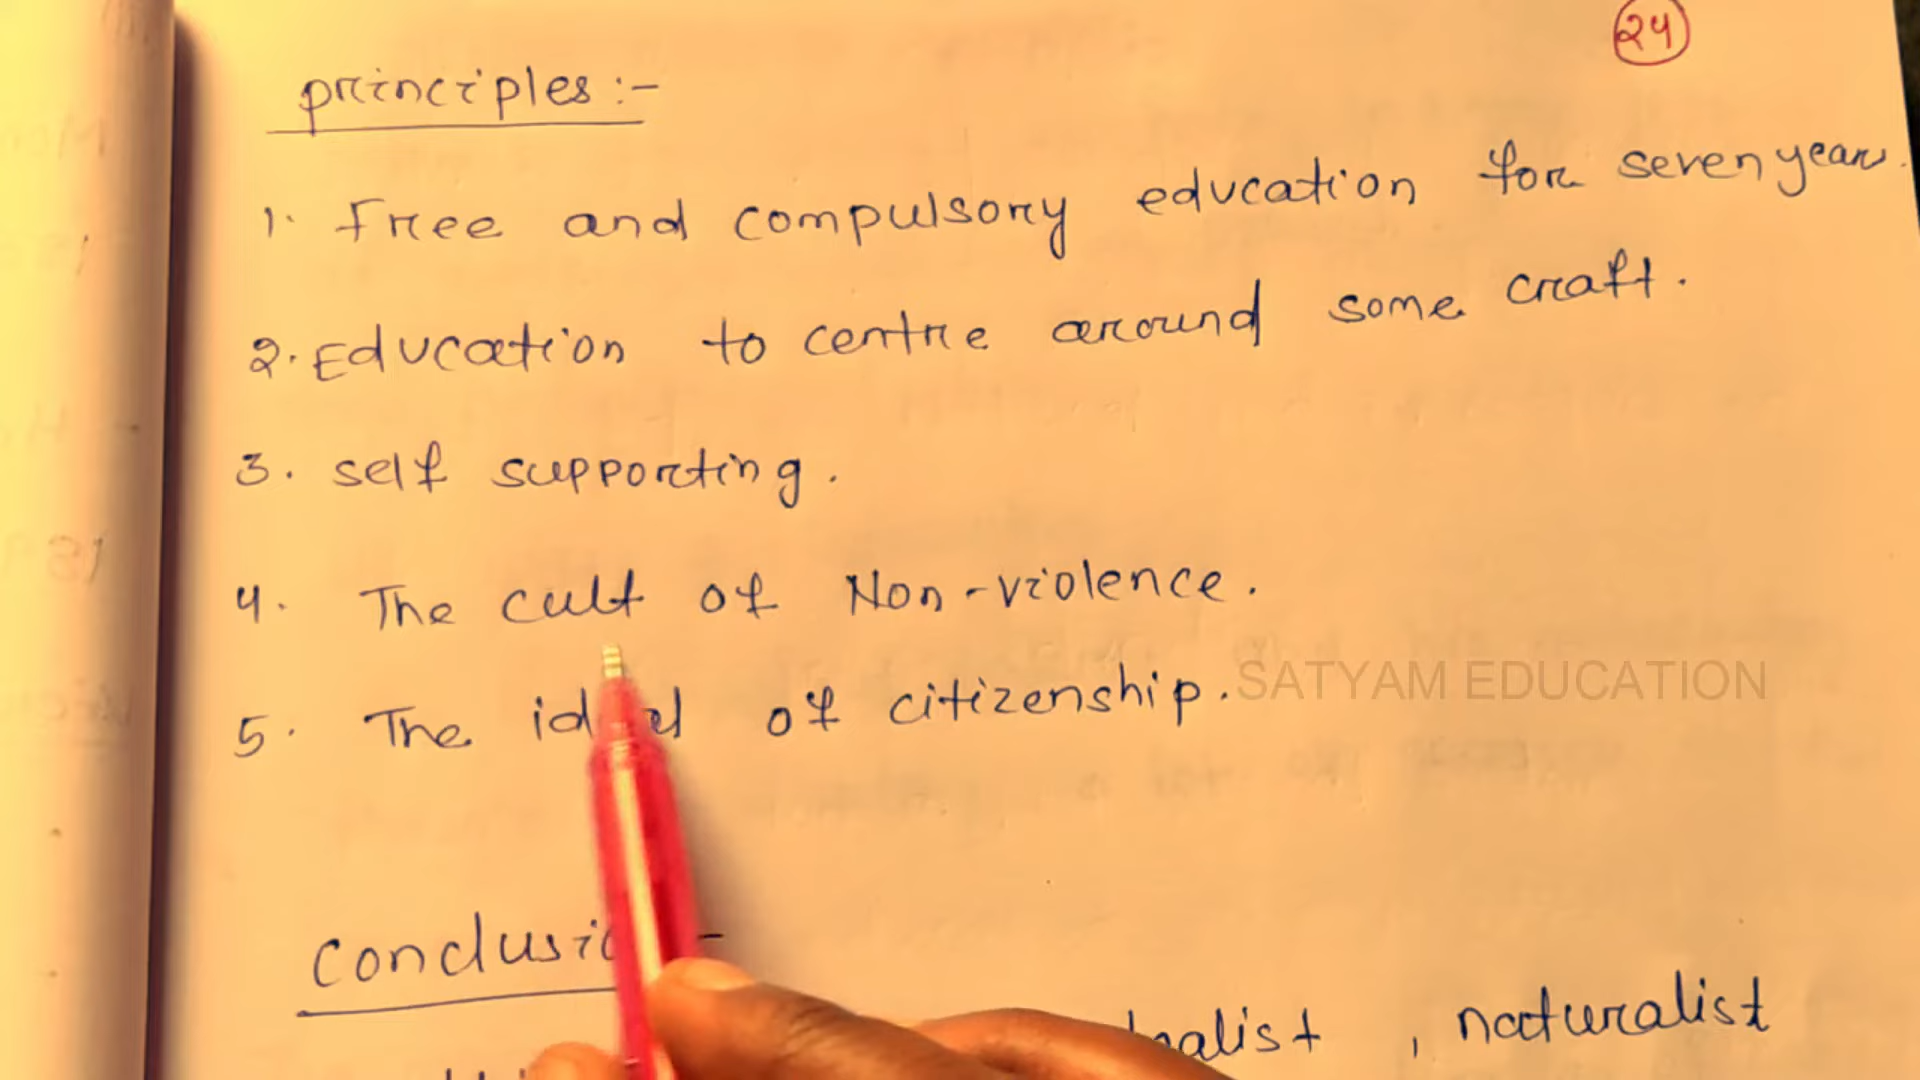 24
principles :-
1. Free and compulsory education for seven years.
2. Education to centre around some craft.
3. self supporting.
4. The cult of Non-violence.
5. The of citizenship.
SATYAM EDUCATION
, naturalist